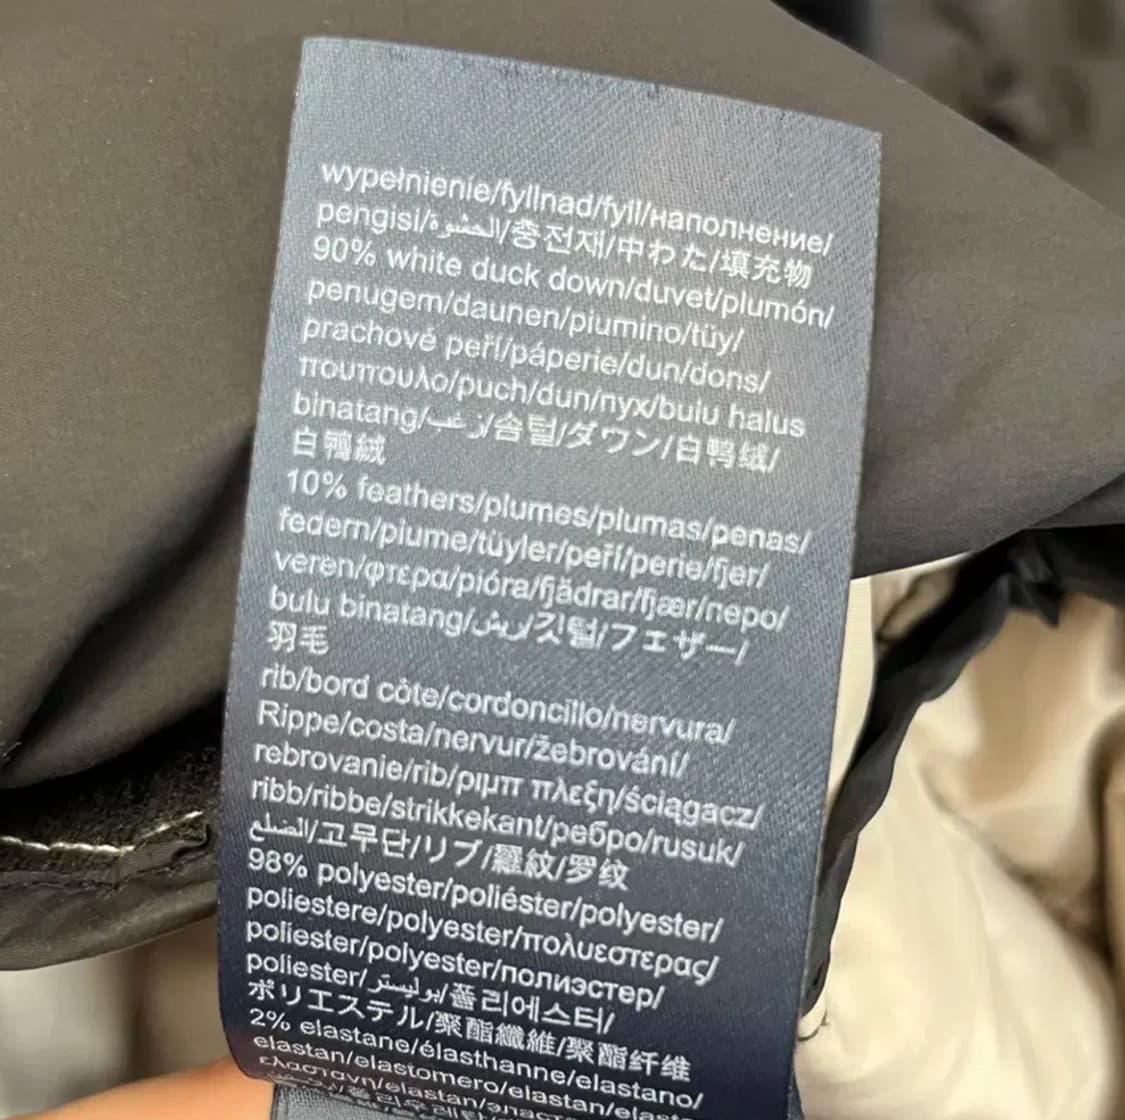 wypełnienie/fyllnad/fyll/наполнение/
pengisi/الحشوة/충전재/中わた/填充物
90% white duck down/duvet/plumón/
penugem/daunen/piumino/tüy/
prachové peří/páperie/dun/dons/
πουπουλο/puch/dun/пух/bulu halus
binatang/زغب/솜털/ダウン/白鸭绒/
白鴨絨
10% feathers/plumes/plumas/penas/
federn/piume/tüyler/peří/perie/fjer/
veren/φτερα/pióra/fjädrar/fjær/перо/
bulu binatang/ريش/깃털/フェザー/
羽毛
rib/bord côte/cordoncillo/nervura/
Rippe/costa/nervur/žebrování/
rebrovanie/rib/ριμπ πλεξη/ściągacz/
ribb/ribbe/strikkekant/ребро/rusuk/
الضلع/고무단/リブ/羅紋/罗纹
98% polyester/poliéster/polyester/
poliestere/polyester/πολυεστερας/
poliester/polyester/полиэстер/
poliester/بوليستر/폴리에스터/
ポリエステル/聚酯纖維/聚酯纤维
2% elastane/élasthanne/elastano/
elastan/elastomero/elastan/elastan/
ελαστανη/elastan/эласт